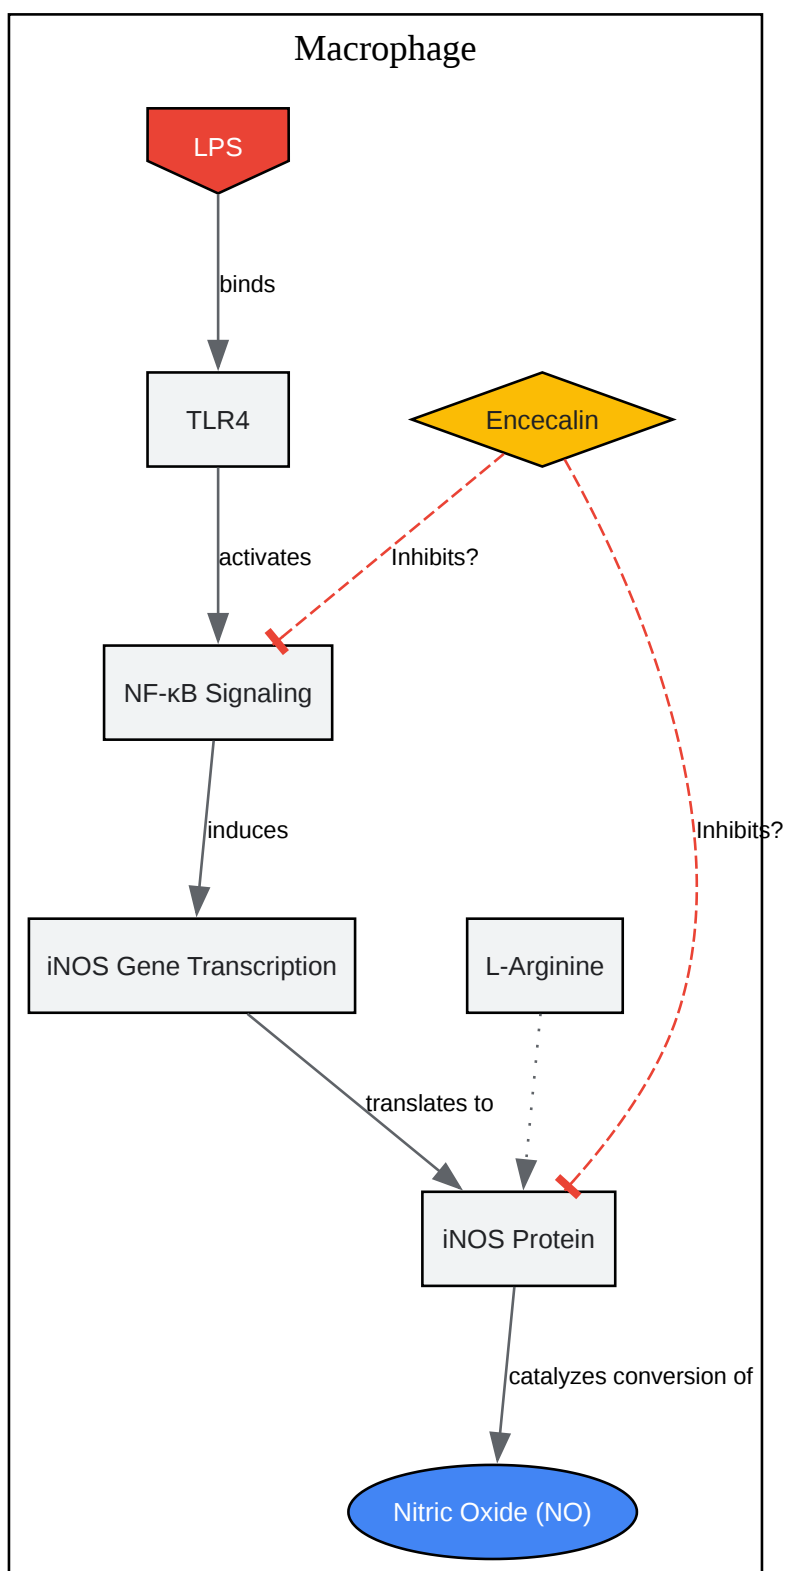 Macrophage
LPS
binds
TLR4
Encecalin
activates
Inhibits?
NF-κB Signaling
induces
Inhibits?
iNOS Gene Transcription
L-Arginine
translates to
iNOS Protein
catalyzes conversion of
Nitric Oxide (NO)